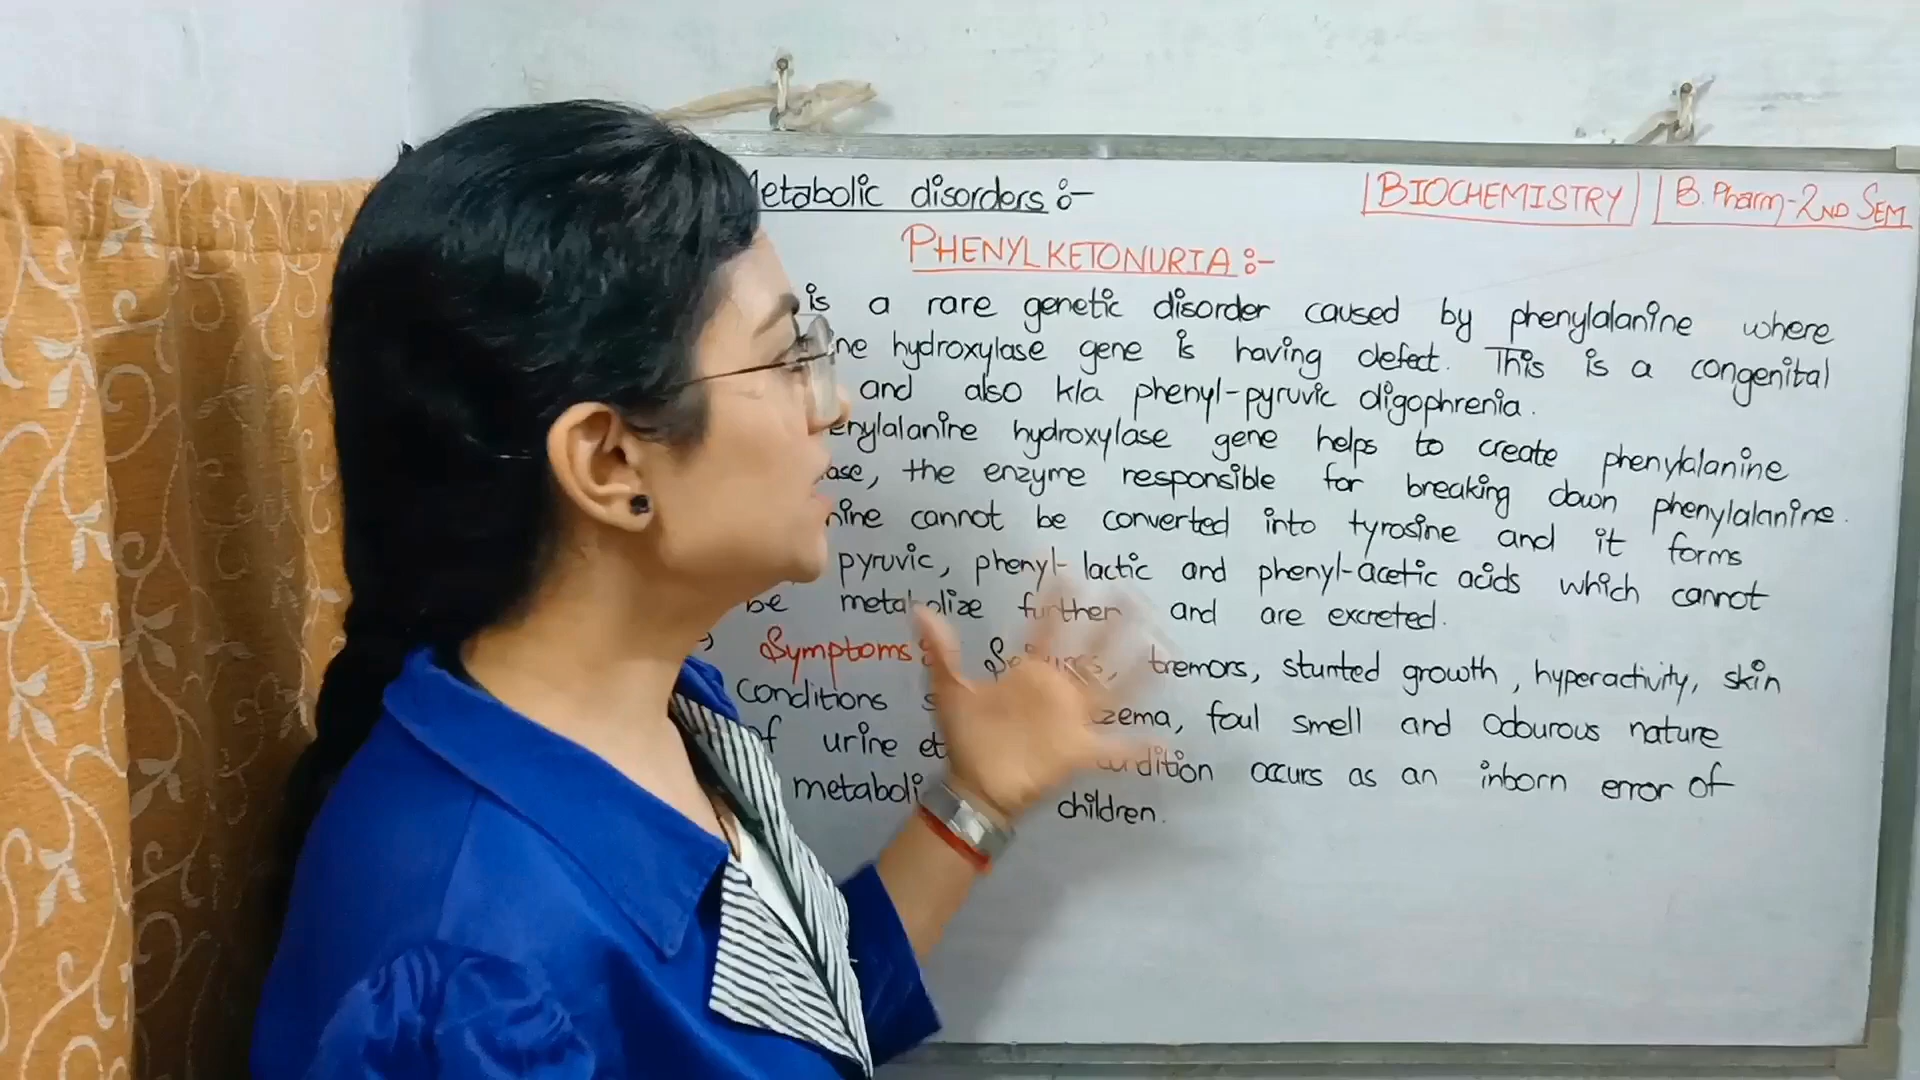 Metabolic disorders:-
BIOCHEMISTRY B. Pharm-2ND SEM
PHENYLKETONURIA:-
is a rare genetic disorder caused by phenylalanine where
ne hydroxylase gene is having defect. This is a congenital
and also k/a phenyl-pyruvic oligophrenia.
enylalanine hydroxylase gene helps to create phenylalanine
ase, the enzyme responsible for breaking down phenylalanine.
nine cannot be converted into tyrosine and it forms
pyruvic, phenyl-lactic and phenyl-acetic acids which cannot
be metabolize further and are excreted.
Symptoms:- tremors, stunted growth, hyperactivity, skin
conditions zema, foul smell and odourous nature
of urine condition occurs as an inborn error of
metaboli children.